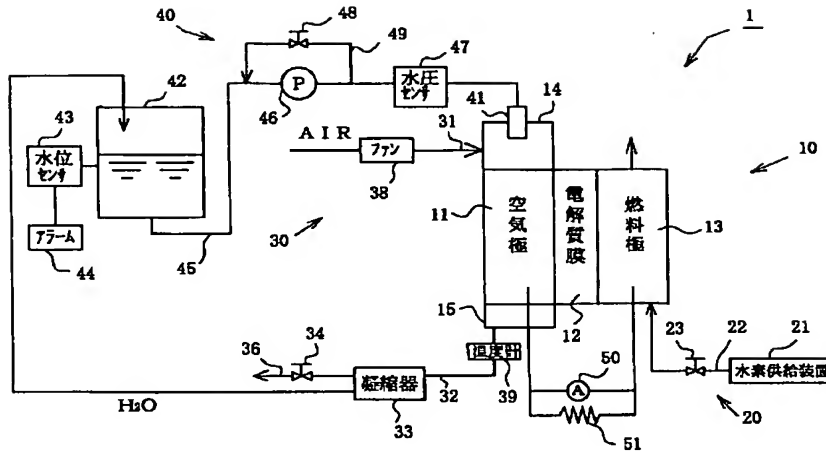 40
48
49
47
1
42
P
46
水圧
センサ
41
14
43
水位
センサ
AIR
31
ファン
38
10
11
空気極
電解質膜
燃料極
13
アラーム
44
45
30
15
12
温度計
39
34
36
凝縮器
33
32
H₂O
50
A
51
23
22
21
水素供給装置
20